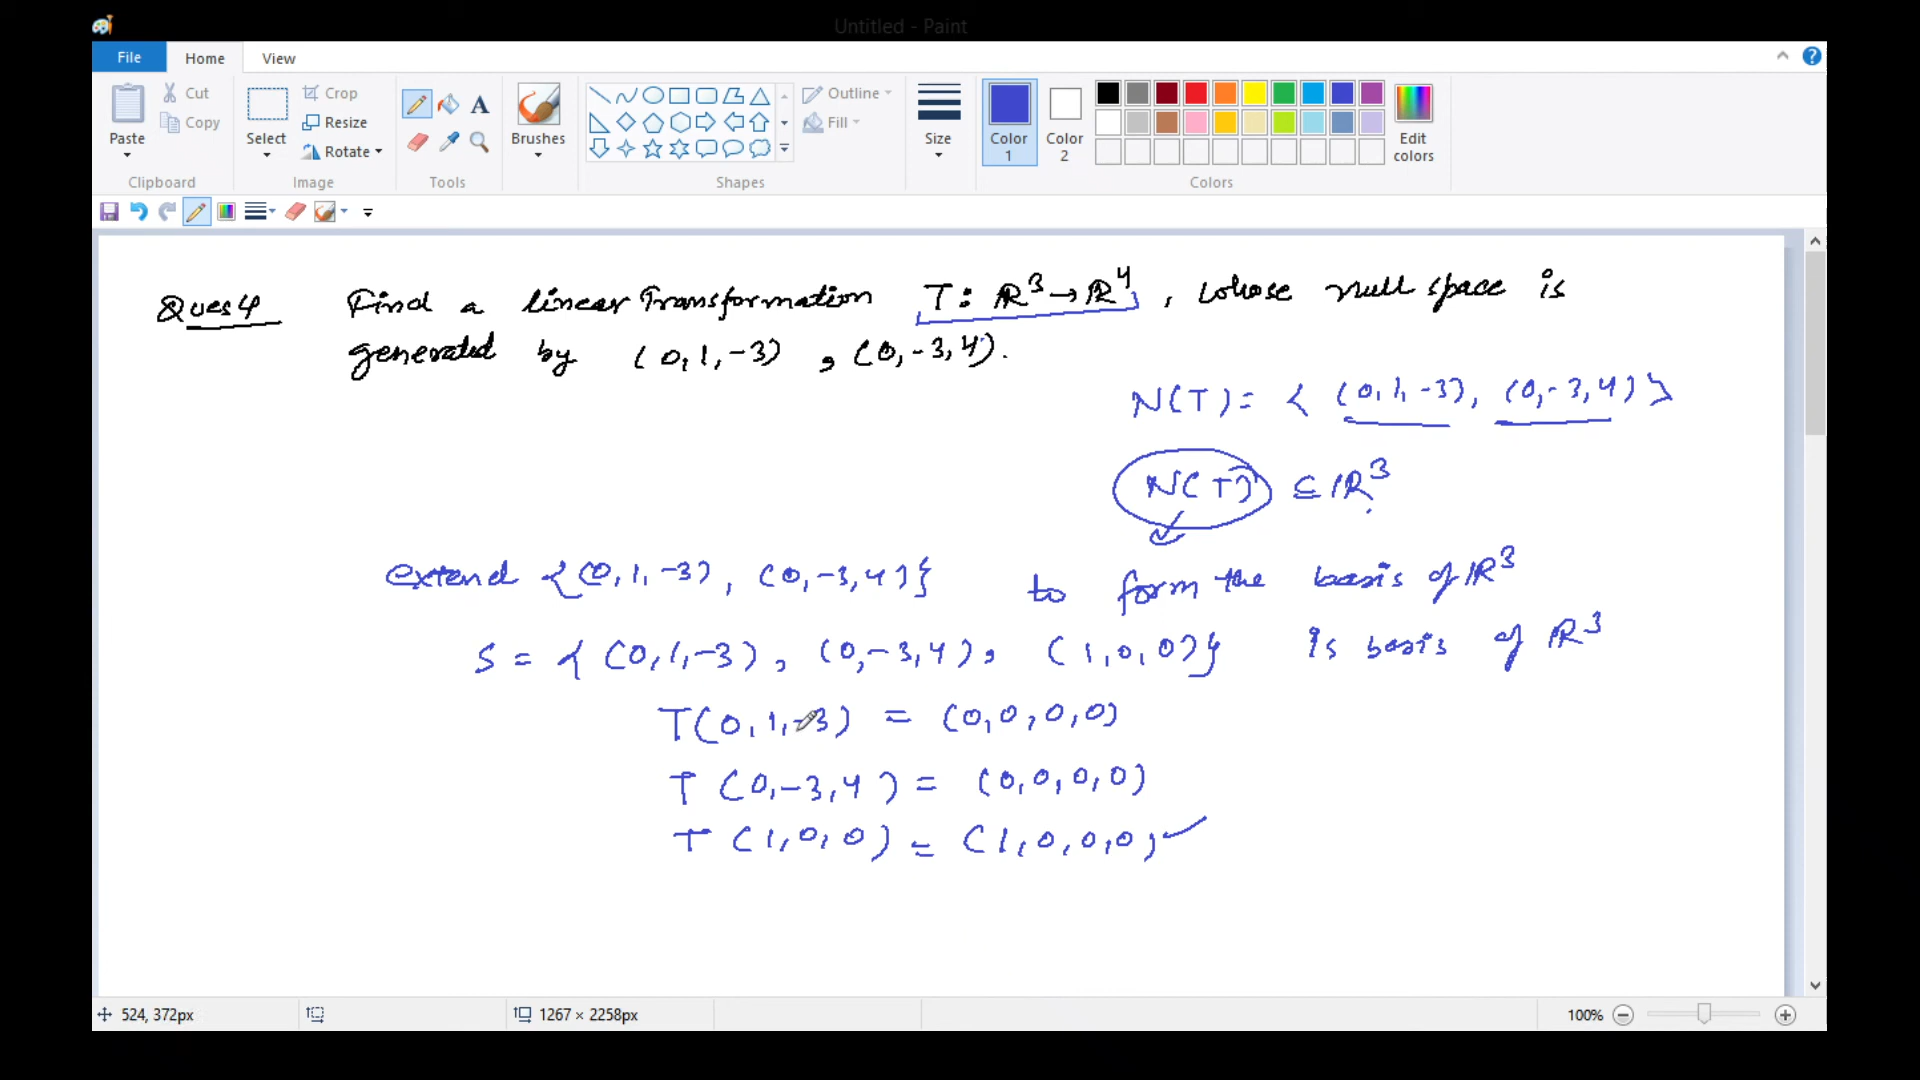 Untitled - Paint
File Home View
Paste Cut Copy Select Crop Resize Rotate Brushes Outline Fill Size Color 1 Color 2 Edit colors
Clipboard Image Tools Shapes Colors
Ques 4 Find a linear Transformation T: ℝ³→ℝ⁴, whose null space is
generated by (0,1,-3), (0,-3,4).
N(T) = < (0,1,-3), (0,-3,4) >
N(T) ⊆ ℝ³
extend {(0,1,-3), (0,-3,4)} to form the basis of ℝ³
S = {(0,1,-3), (0,-3,4), (1,0,0)} is basis of ℝ³
T(0,1,-3) = (0,0,0,0)
T(0,-3,4) = (0,0,0,0)
T(1,0,0) = (1,0,0,0)
524, 372px 1267 × 2258px 100%